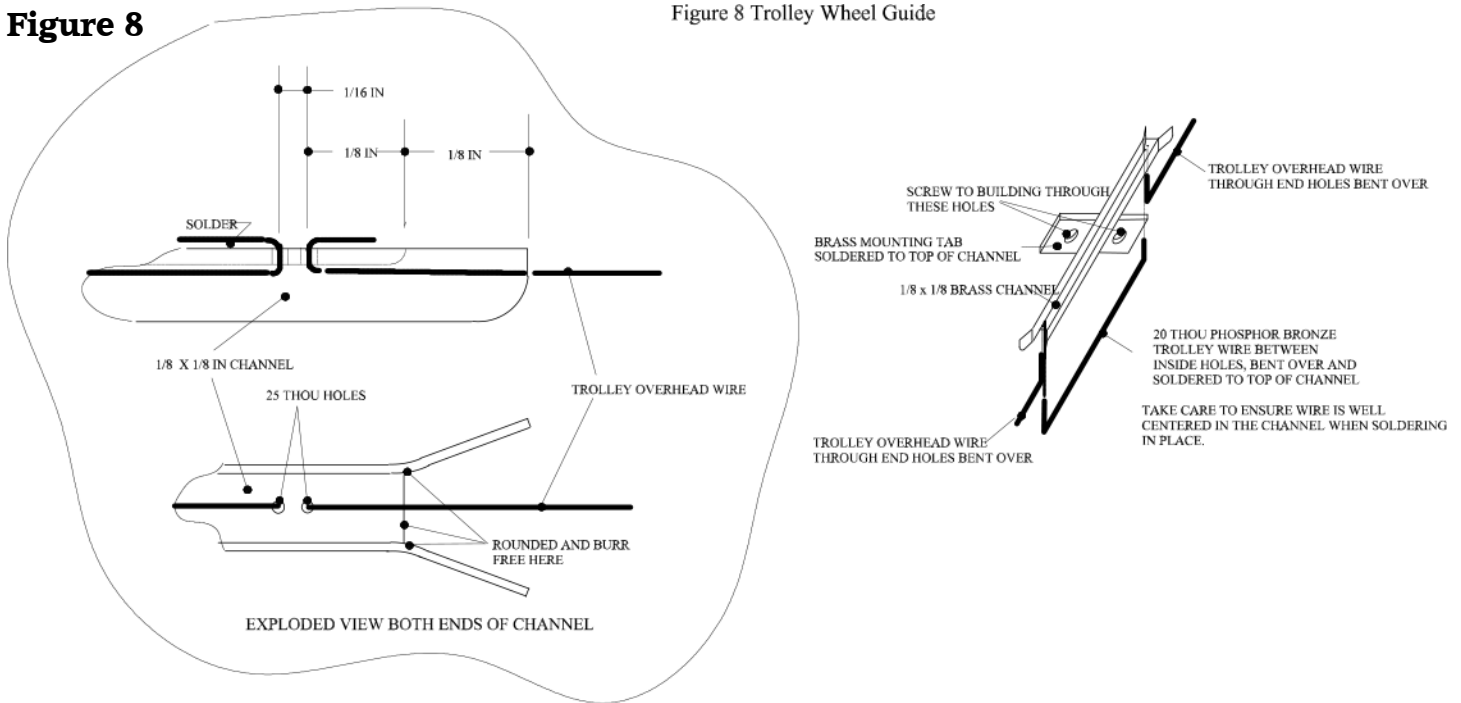 Figure 8
Figure 8 Trolley Wheel Guide
1/16 IN
1/8 IN
1/8 IN
SOLDER
1/8 X 1/8 IN CHANNEL
25 THOU HOLES
TROLLEY OVERHEAD WIRE
ROUNDED AND BURR
FREE HERE
EXPLODED VIEW BOTH ENDS OF CHANNEL
TROLLEY OVERHEAD WIRE
THROUGH END HOLES BENT OVER
SCREW TO BUILDING THROUGH
THESE HOLES
BRASS MOUNTING TAB
SOLDERED TO TOP OF CHANNEL
1/8 x 1/8 BRASS CHANNEL
20 THOU PHOSPHOR BRONZE
TROLLEY WIRE BETWEEN
INSIDE HOLES, BENT OVER AND
SOLDERED TO TOP OF CHANNEL
TAKE CARE TO ENSURE WIRE IS WELL
CENTERED IN THE CHANNEL WHEN SOLDERING
IN PLACE.
TROLLEY OVERHEAD WIRE
THROUGH END HOLES BENT OVER